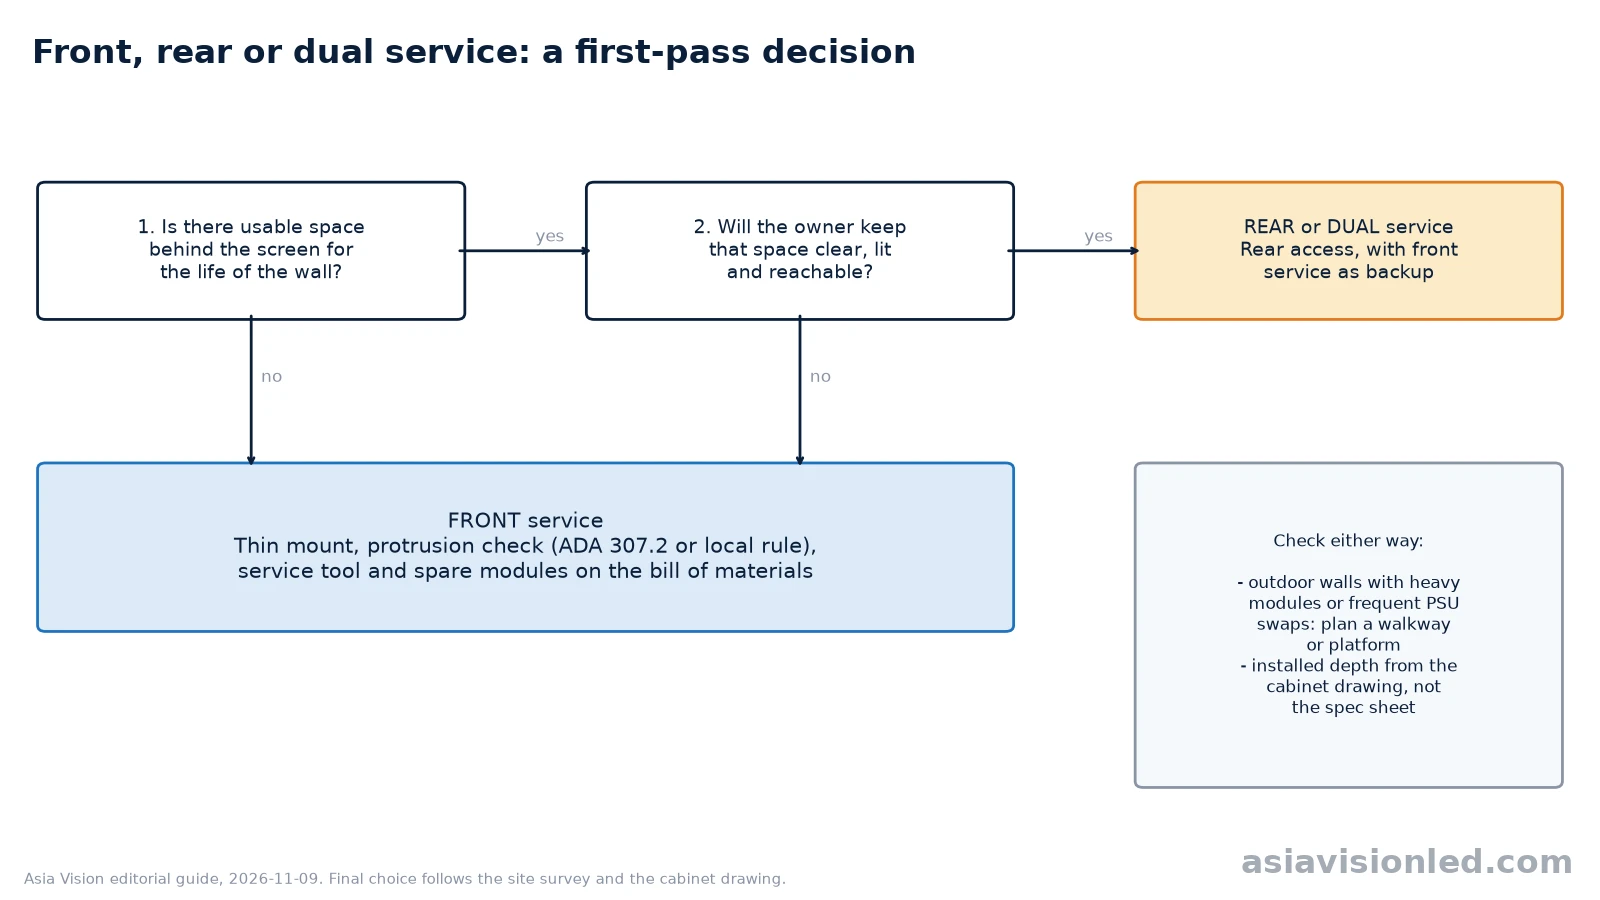 Front, rear or dual service: a first-pass decision
1. Is there usable space
behind the screen for
the life of the wall?
yes
2. Will the owner keep
that space clear, lit
and reachable?
yes
REAR or DUAL service
Rear access, with front
service as backup
no
no
FRONT service
Thin mount, protrusion check (ADA 307.2 or local rule),
service tool and spare modules on the bill of materials
Check either way:
- outdoor walls with heavy
modules or frequent PSU
swaps: plan a walkway
or platform
- installed depth from the
cabinet drawing, not
the spec sheet
Asia Vision editorial guide, 2026-11-09. Final choice follows the site survey and the cabinet drawing.
asiavisionled.com